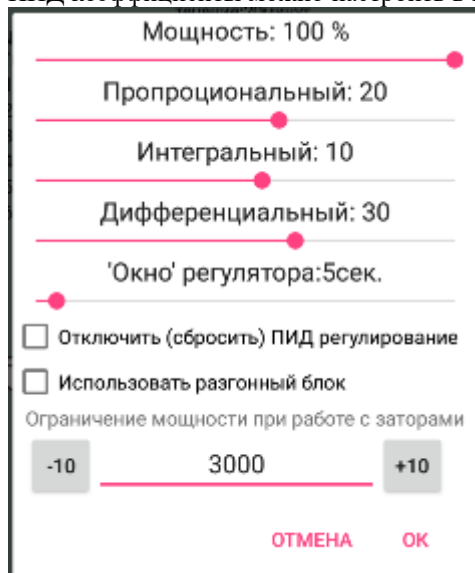 Мощность: 100 %
Пропроциональный: 20
Интегральный: 10
Дифференциальный: 30
'Окно' регулятора:5сек.
Отключить (сбросить) ПИД регулирование
Использовать разгонный блок
Ограничение мощности при работе с заторами
-10 3000 +10
ОТМЕНА ОК